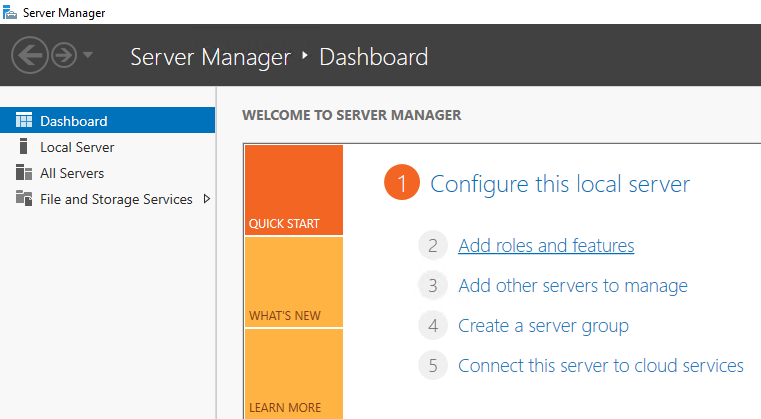 Server Manager
Server Manager ‣ Dashboard
Dashboard
Local Server
All Servers
File and Storage Services
WELCOME TO SERVER MANAGER
QUICK START
WHAT'S NEW
LEARN MORE
1 Configure this local server
2 Add roles and features
3 Add other servers to manage
4 Create a server group
5 Connect this server to cloud services